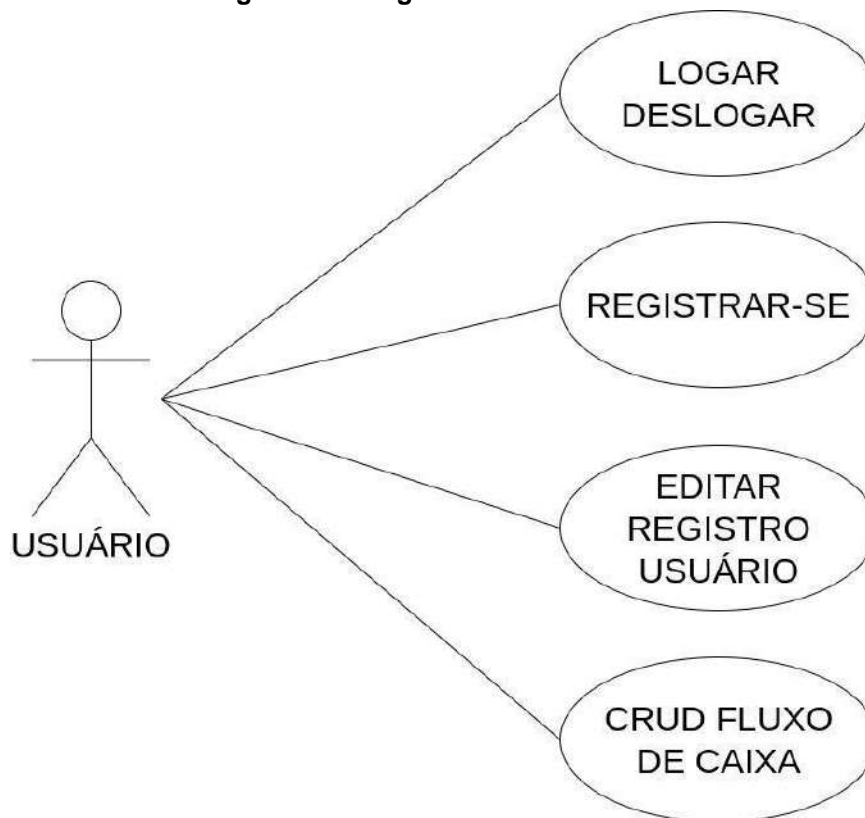 LOGAR
DESLOGAR
REGISTRAR-SE
EDITAR
REGISTRO
USUÁRIO
USUÁRIO
CRUD FLUXO
DE CAIXA